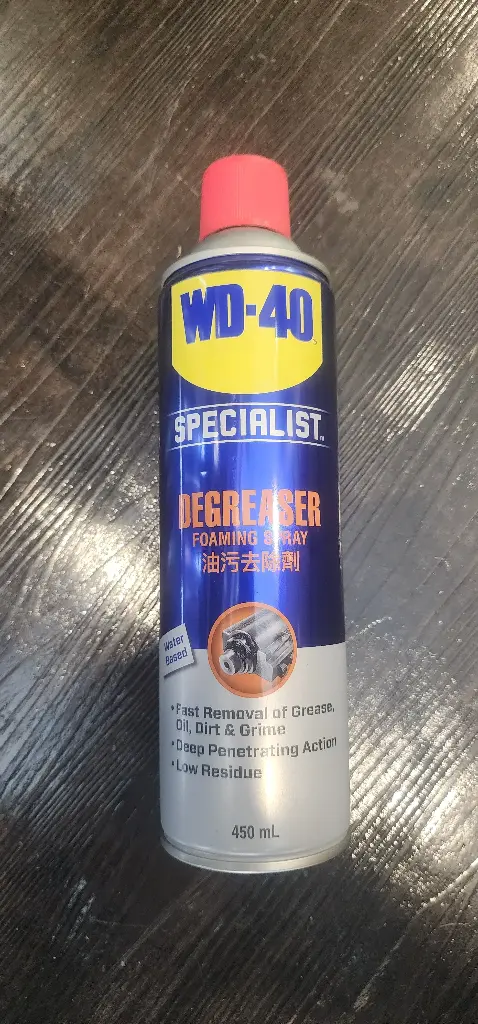 WD-40
SPECIALIST
DEGREASER
FOAMING SPRAY
油污去除劑
Water
Based
• Fast Removal of Grease,
Oil, Dirt & Grime
• Deep Penetrating Action
• Low Residue
450 mL